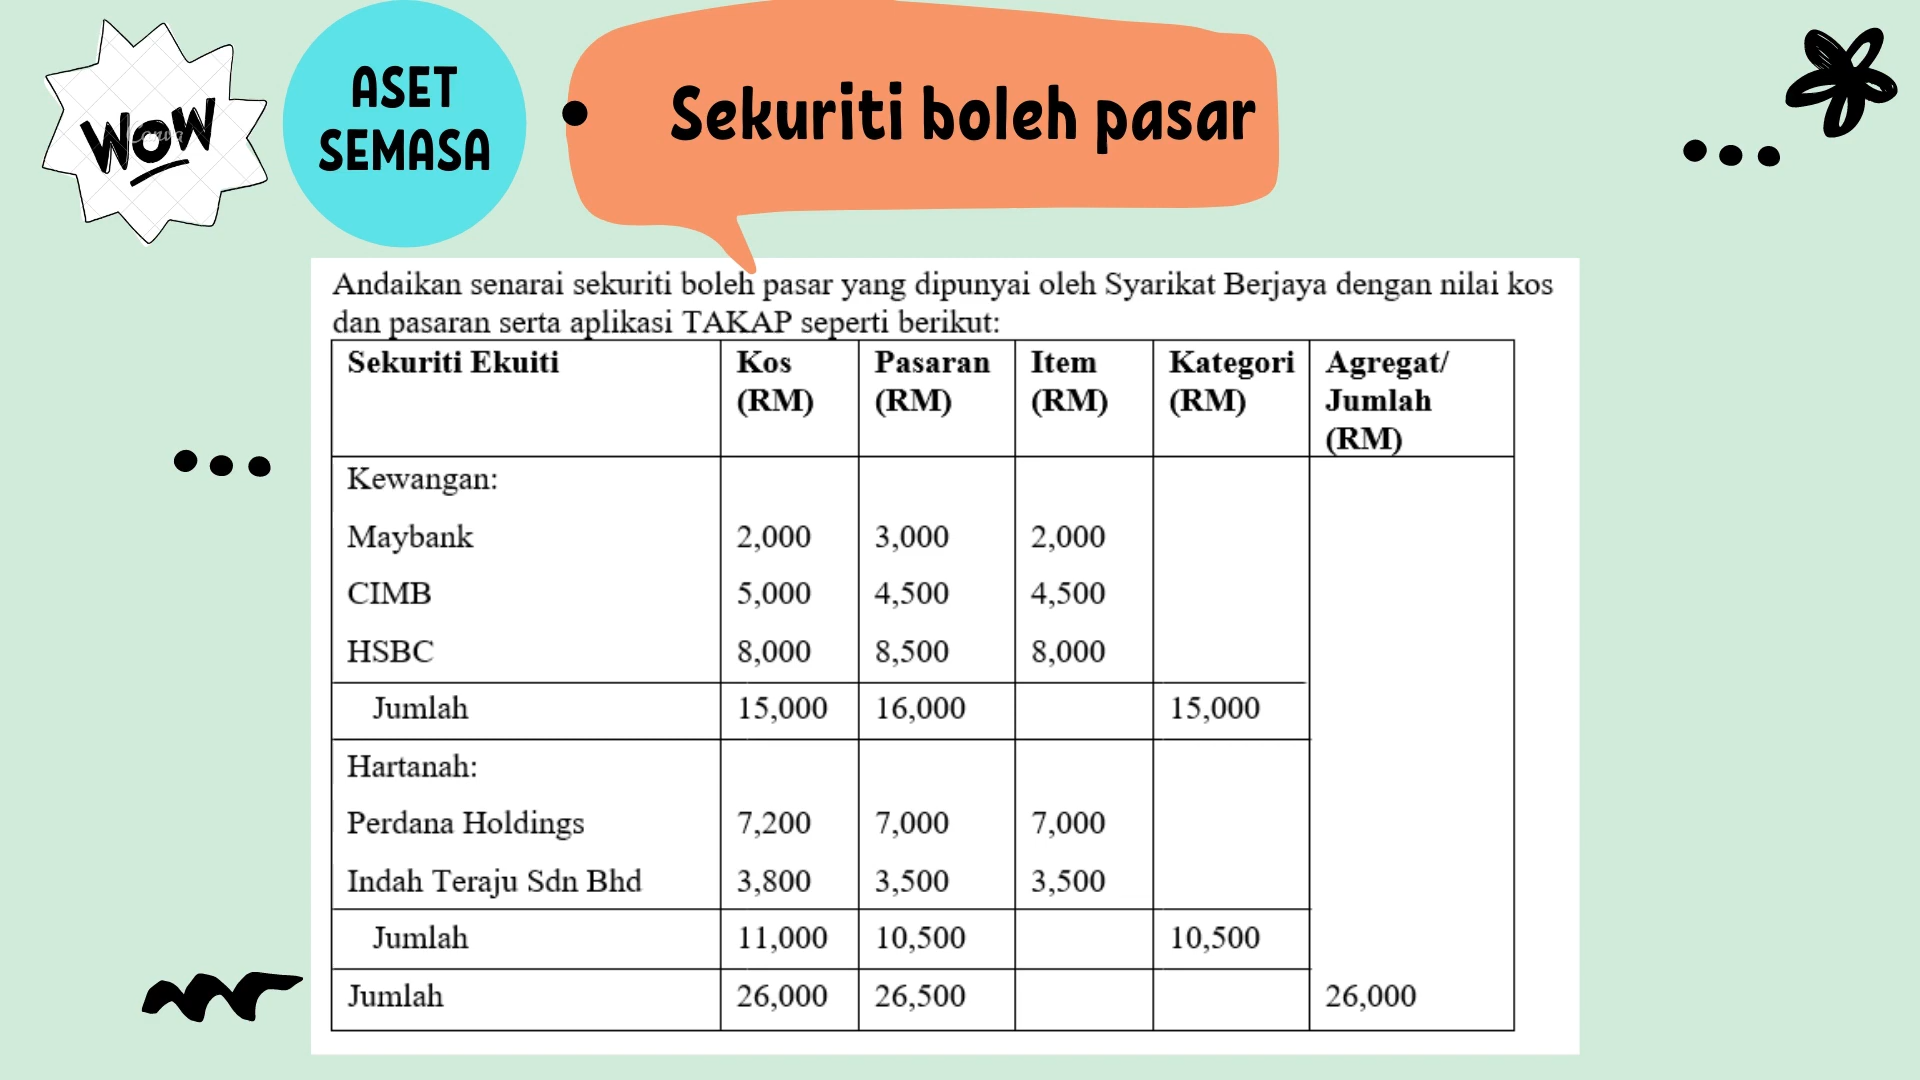 WOW
Canva
ASET
SEMASA
• Sekuriti boleh pasar
Andaikan senarai sekuriti boleh pasar yang dipunyai oleh Syarikat Berjaya dengan nilai kos
dan pasaran serta aplikasi TAKAP seperti berikut:
Sekuriti Ekuiti Kos (RM) Pasaran (RM) Item (RM) Kategori (RM) Agregat/ Jumlah (RM)
Kewangan:
Maybank 2,000 3,000 2,000
CIMB 5,000 4,500 4,500
HSBC 8,000 8,500 8,000
Jumlah 15,000 16,000 15,000
Hartanah:
Perdana Holdings 7,200 7,000 7,000
Indah Teraju Sdn Bhd 3,800 3,500 3,500
Jumlah 11,000 10,500 10,500
Jumlah 26,000 26,500 26,000